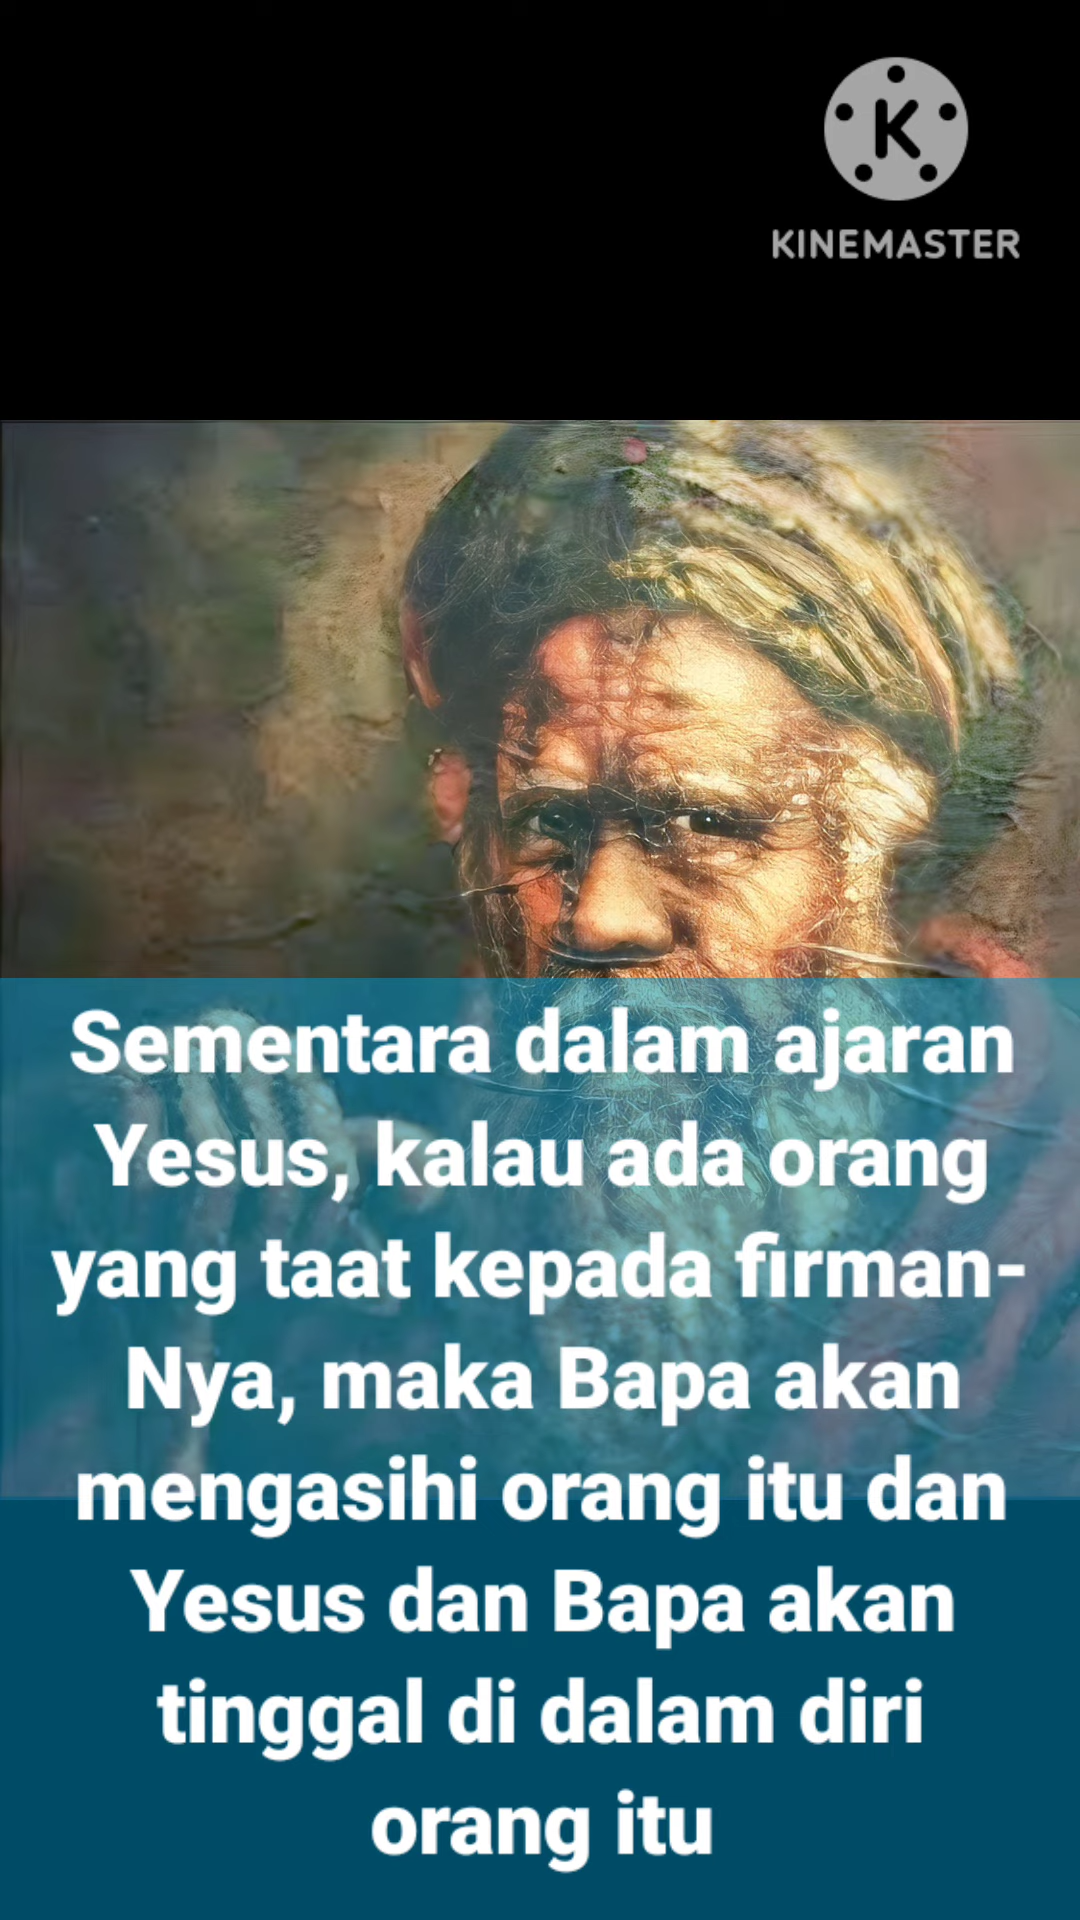 KINEMASTER
Sementara dalam ajaran
Yesus, kalau ada orang
yang taat kepada firman-
Nya, maka Bapa akan
mengasihi orang itu dan
Yesus dan Bapa akan
tinggal di dalam diri
orang itu